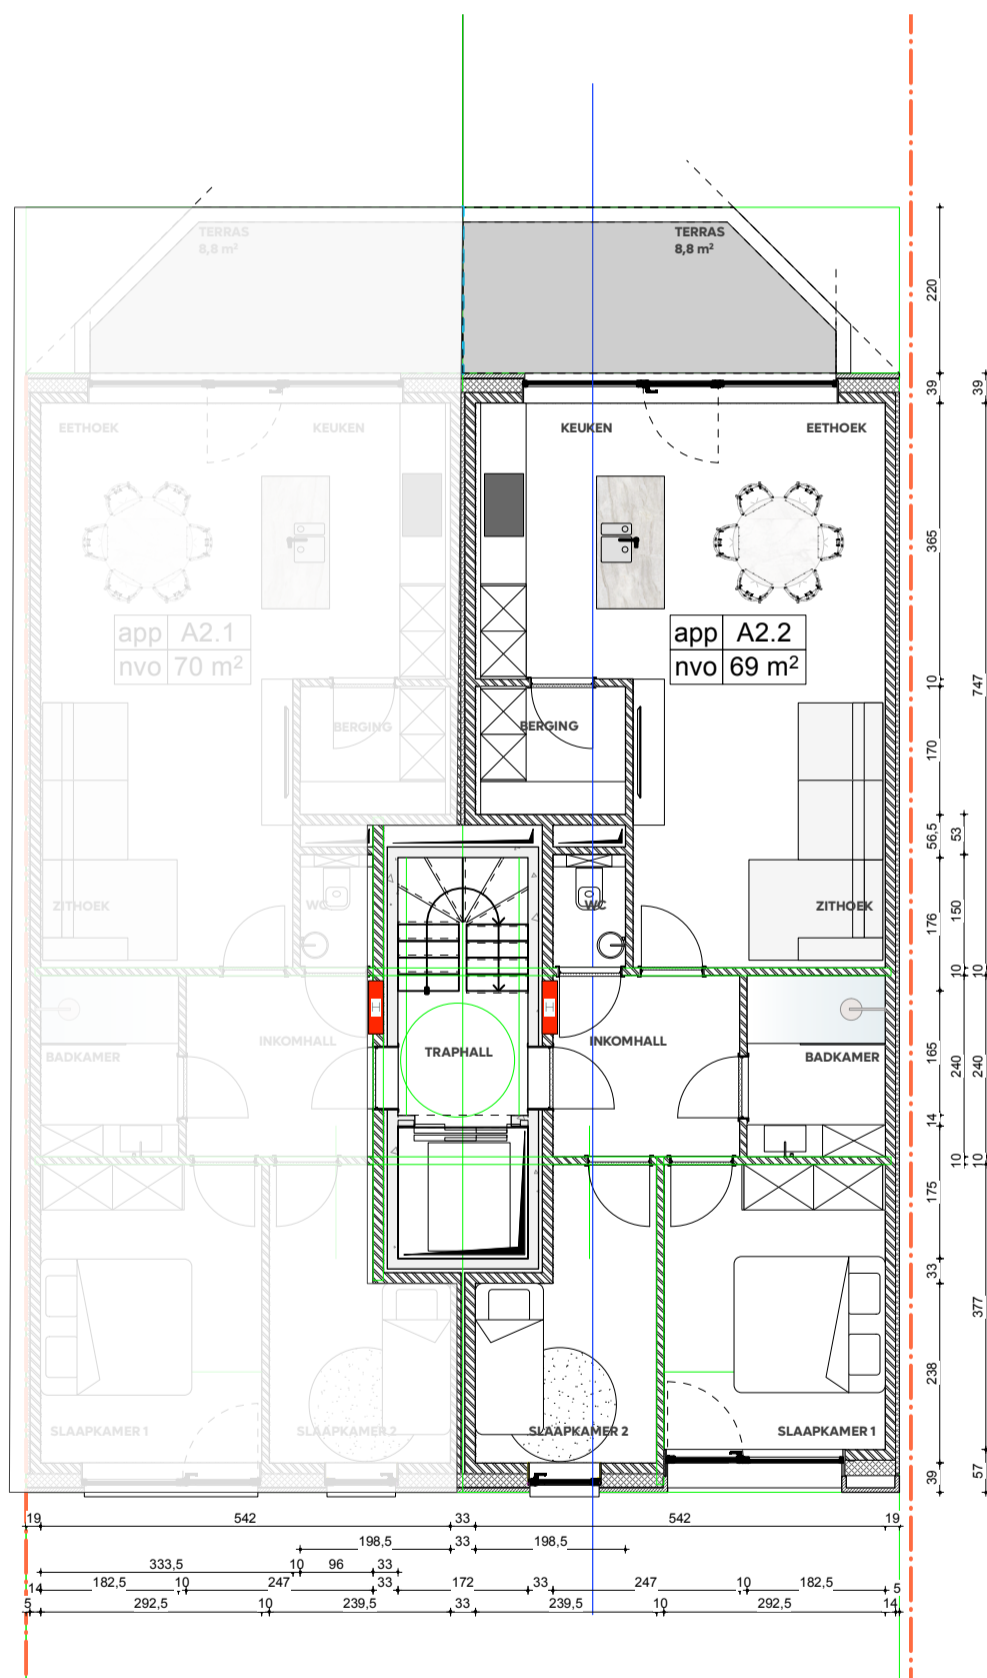 TERRAS
8,8 m²
TERRAS
8,8 m²
220
39
39
EETHOEK
KEUKEN
KEUKEN
EETHOEK
365
app A2.1
nvo 70 m²
app A2.2
nvo 69 m²
10
747
BERGING
BERGING
170
56,5
53
ZITHOEK
WC
WC
ZITHOEK
176
150
10
10
INKOMHALL
TRAPHALL
INKOMHALL
BADKAMER
BADKAMER
165
240
240
14
10
10
175
33
377
238
SLAAPKAMER 1
SLAAPKAMER 2
SLAAPKAMER 2
SLAAPKAMER 1
39
57
19 542 33 542 19
198,5 33 198,5
333,5 10 96 33
14 182,5 10 247 33 172 33 247 10 182,5 5
5 292,5 10 239,5 33 239,5 10 292,5 14